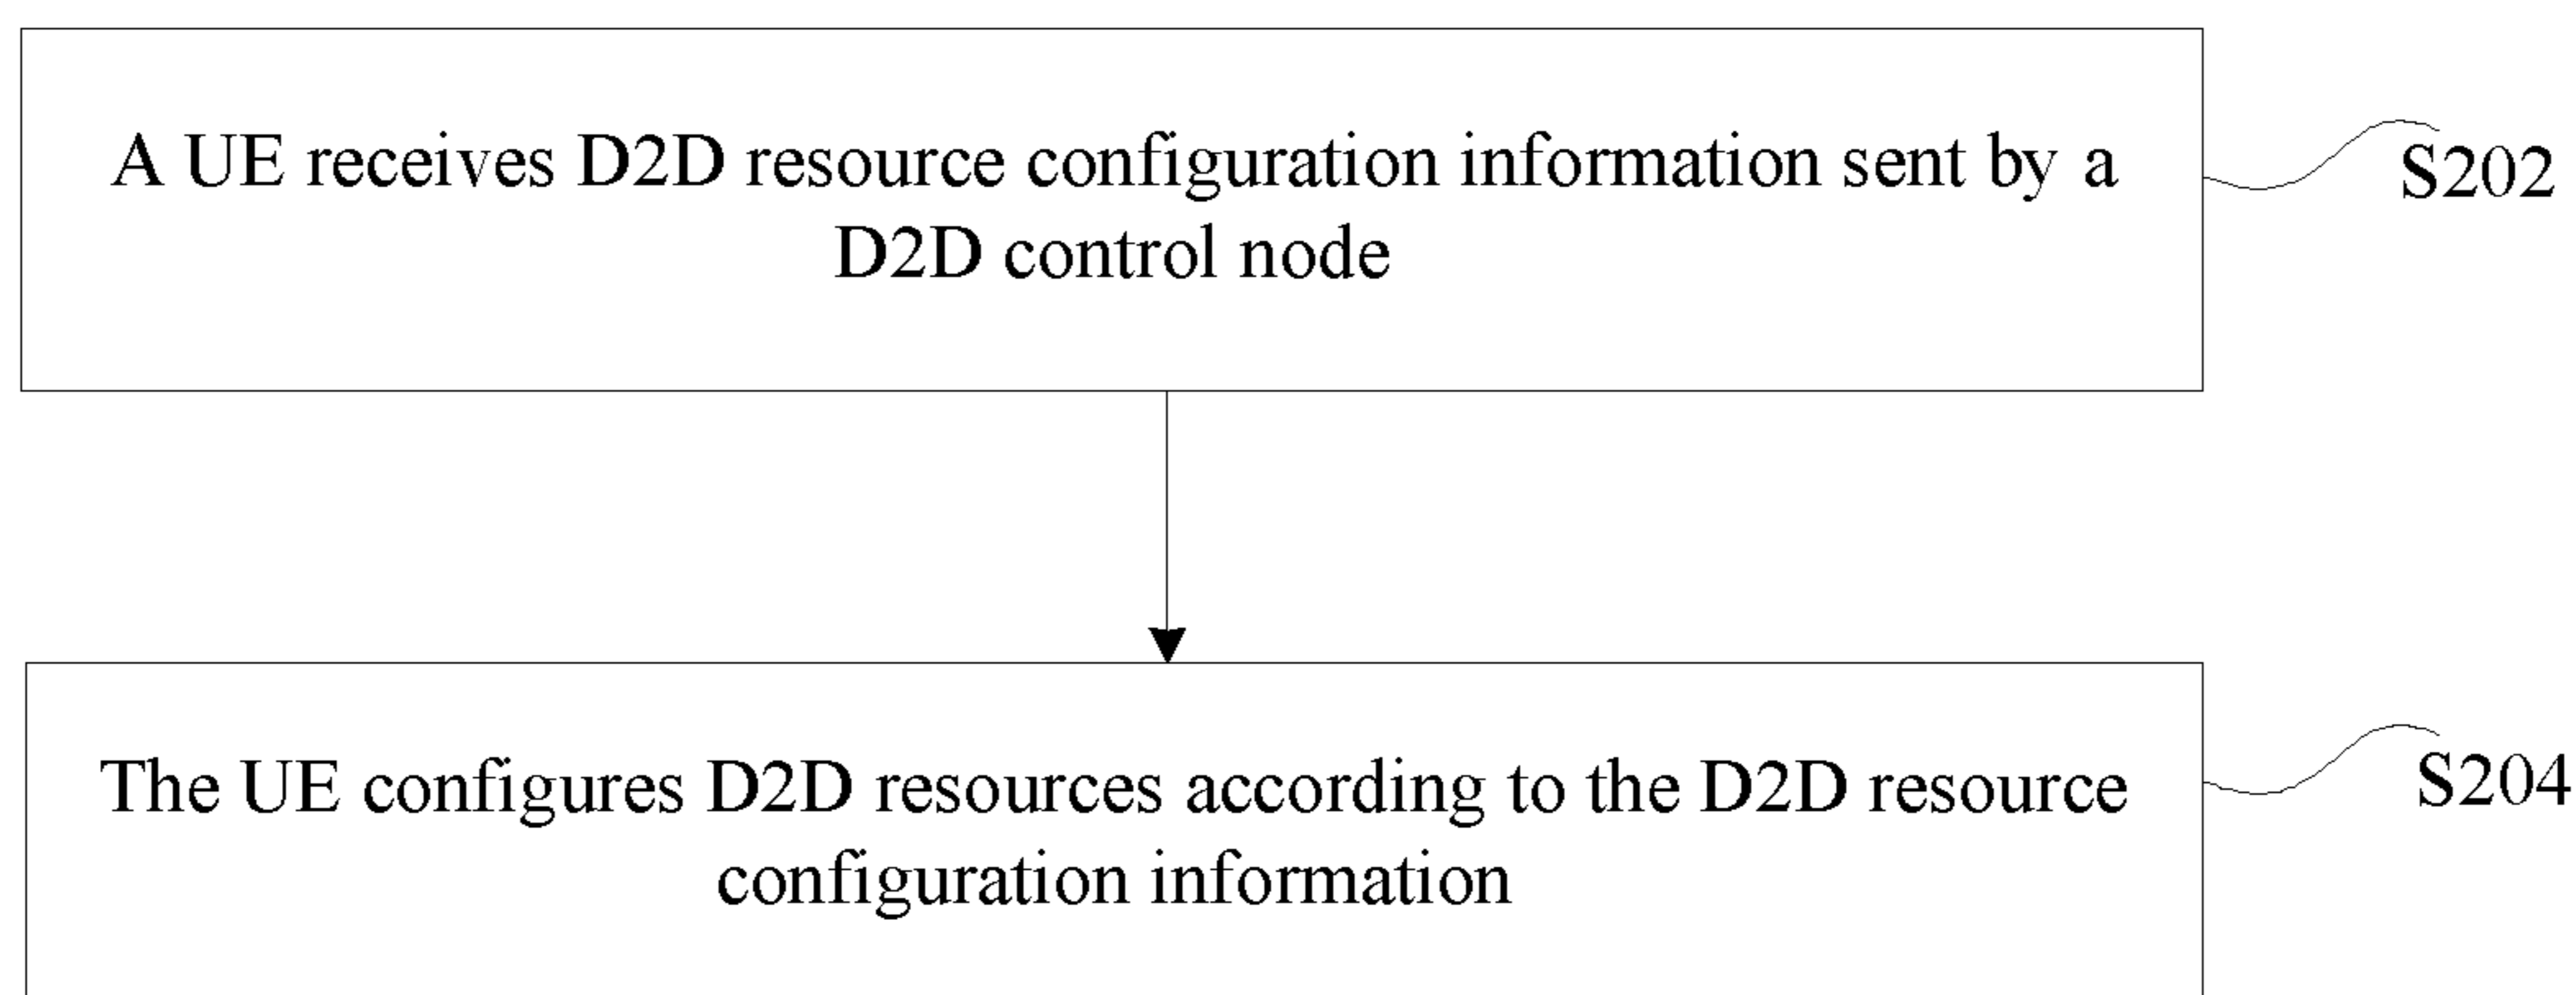 A UE receives D2D resource configuration information sent by a
D2D control node
S202
The UE configures D2D resources according to the D2D resource
configuration information
S204